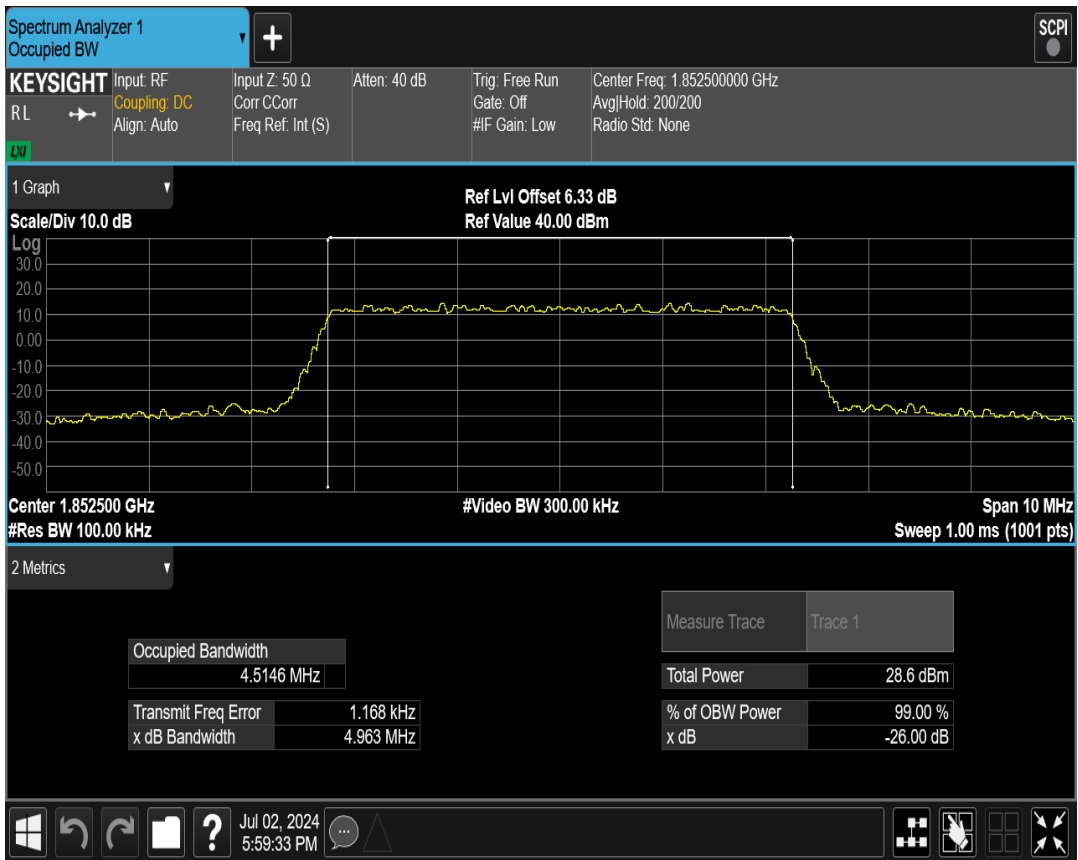 Spectrum Analyzer 1
Occupied BW
+
SCPI
KEYSIGHT Input: RF Input Z: 50 Ω Atten: 40 dB Trig: Free Run Center Freq: 1.852500000 GHz
R L Coupling: DC Corr CCorr Gate: Off Avg|Hold: 200/200
Align: Auto Freq Ref: Int (S) #IF Gain: Low Radio Std: None
LXI
1 Graph
Ref Lvl Offset 6.33 dB
Scale/Div 10.0 dB Ref Value 40.00 dBm
Log
30.0
20.0
10.0
0.00
-10.0
-20.0
-30.0
-40.0
-50.0
Center 1.852500 GHz #Video BW 300.00 kHz Span 10 MHz
#Res BW 100.00 kHz Sweep 1.00 ms (1001 pts)
2 Metrics
Measure Trace Trace 1
Occupied Bandwidth
4.5146 MHz Total Power 28.6 dBm
Transmit Freq Error 1.168 kHz % of OBW Power 99.00 %
x dB Bandwidth 4.963 MHz x dB -26.00 dB
? Jul 02, 2024
5:59:33 PM